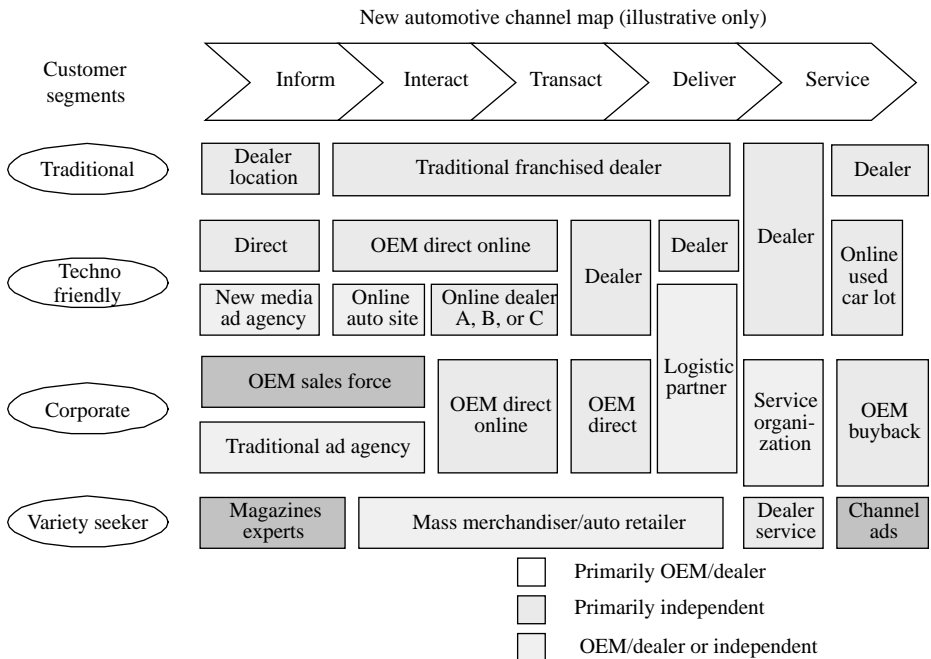 New automotive channel map (illustrative only)
Customer
segments
Inform
Interact
Transact
Deliver
Service
Traditional
Dealer
location
Traditional franchised dealer
Dealer
Dealer
Techno
friendly
Direct
OEM direct online
Dealer
Dealer
Online
used
car lot
New media
ad agency
Online
auto site
Online dealer
A, B, or C
Logistic
partner
Corporate
OEM sales force
Traditional ad agency
OEM direct
online
OEM
direct
Service
organi-
zation
OEM
buyback
Variety seeker
Magazines
experts
Mass merchandiser/auto retailer
Dealer
service
Channel
ads
Primarily OEM/dealer
Primarily independent
OEM/dealer or independent